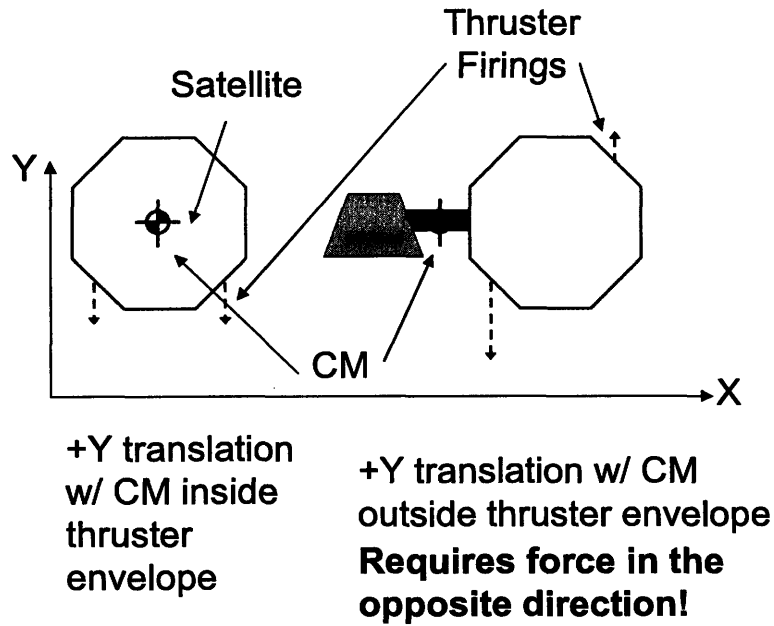 Thruster
Firings
Satellite
Y
CM
X
+Y translation
w/ CM inside
thruster
envelope
+Y translation w/ CM
outside thruster envelope
Requires force in the
opposite direction!